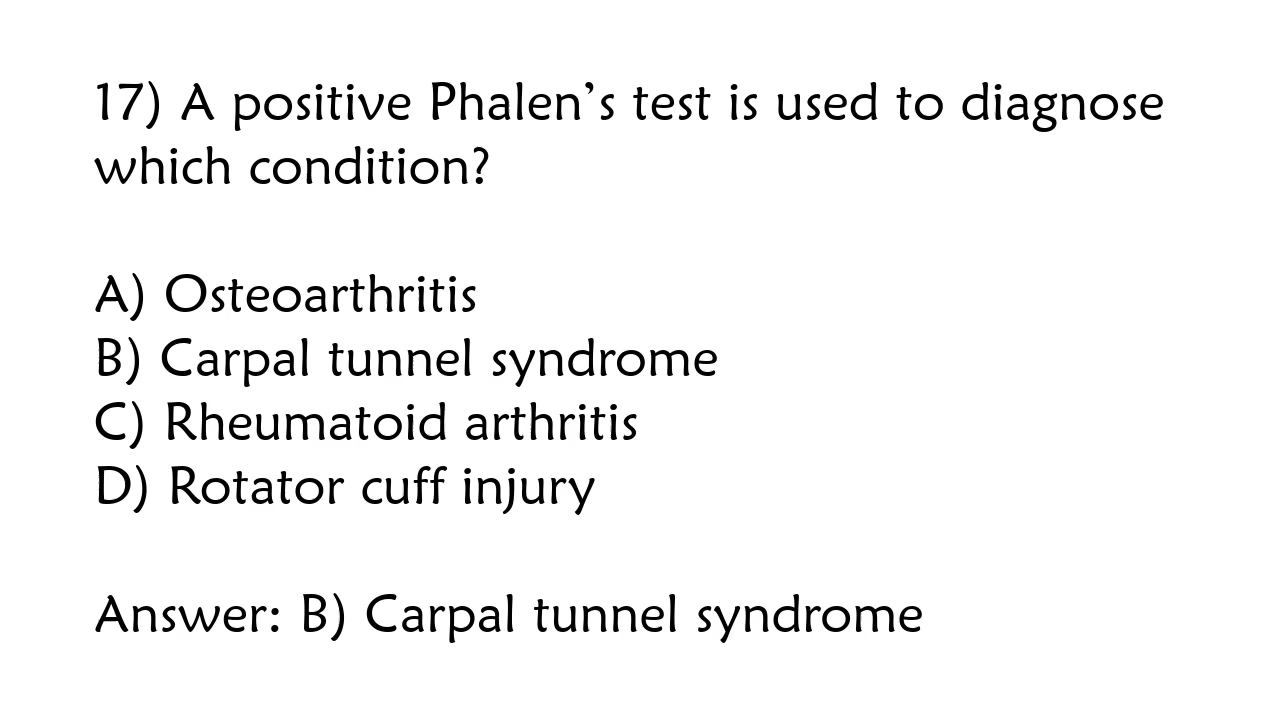 17) A positive Phalen’s test is used to diagnose
which condition?
A) Osteoarthritis
B) Carpal tunnel syndrome
C) Rheumatoid arthritis
D) Rotator cuff injury
Answer: B) Carpal tunnel syndrome